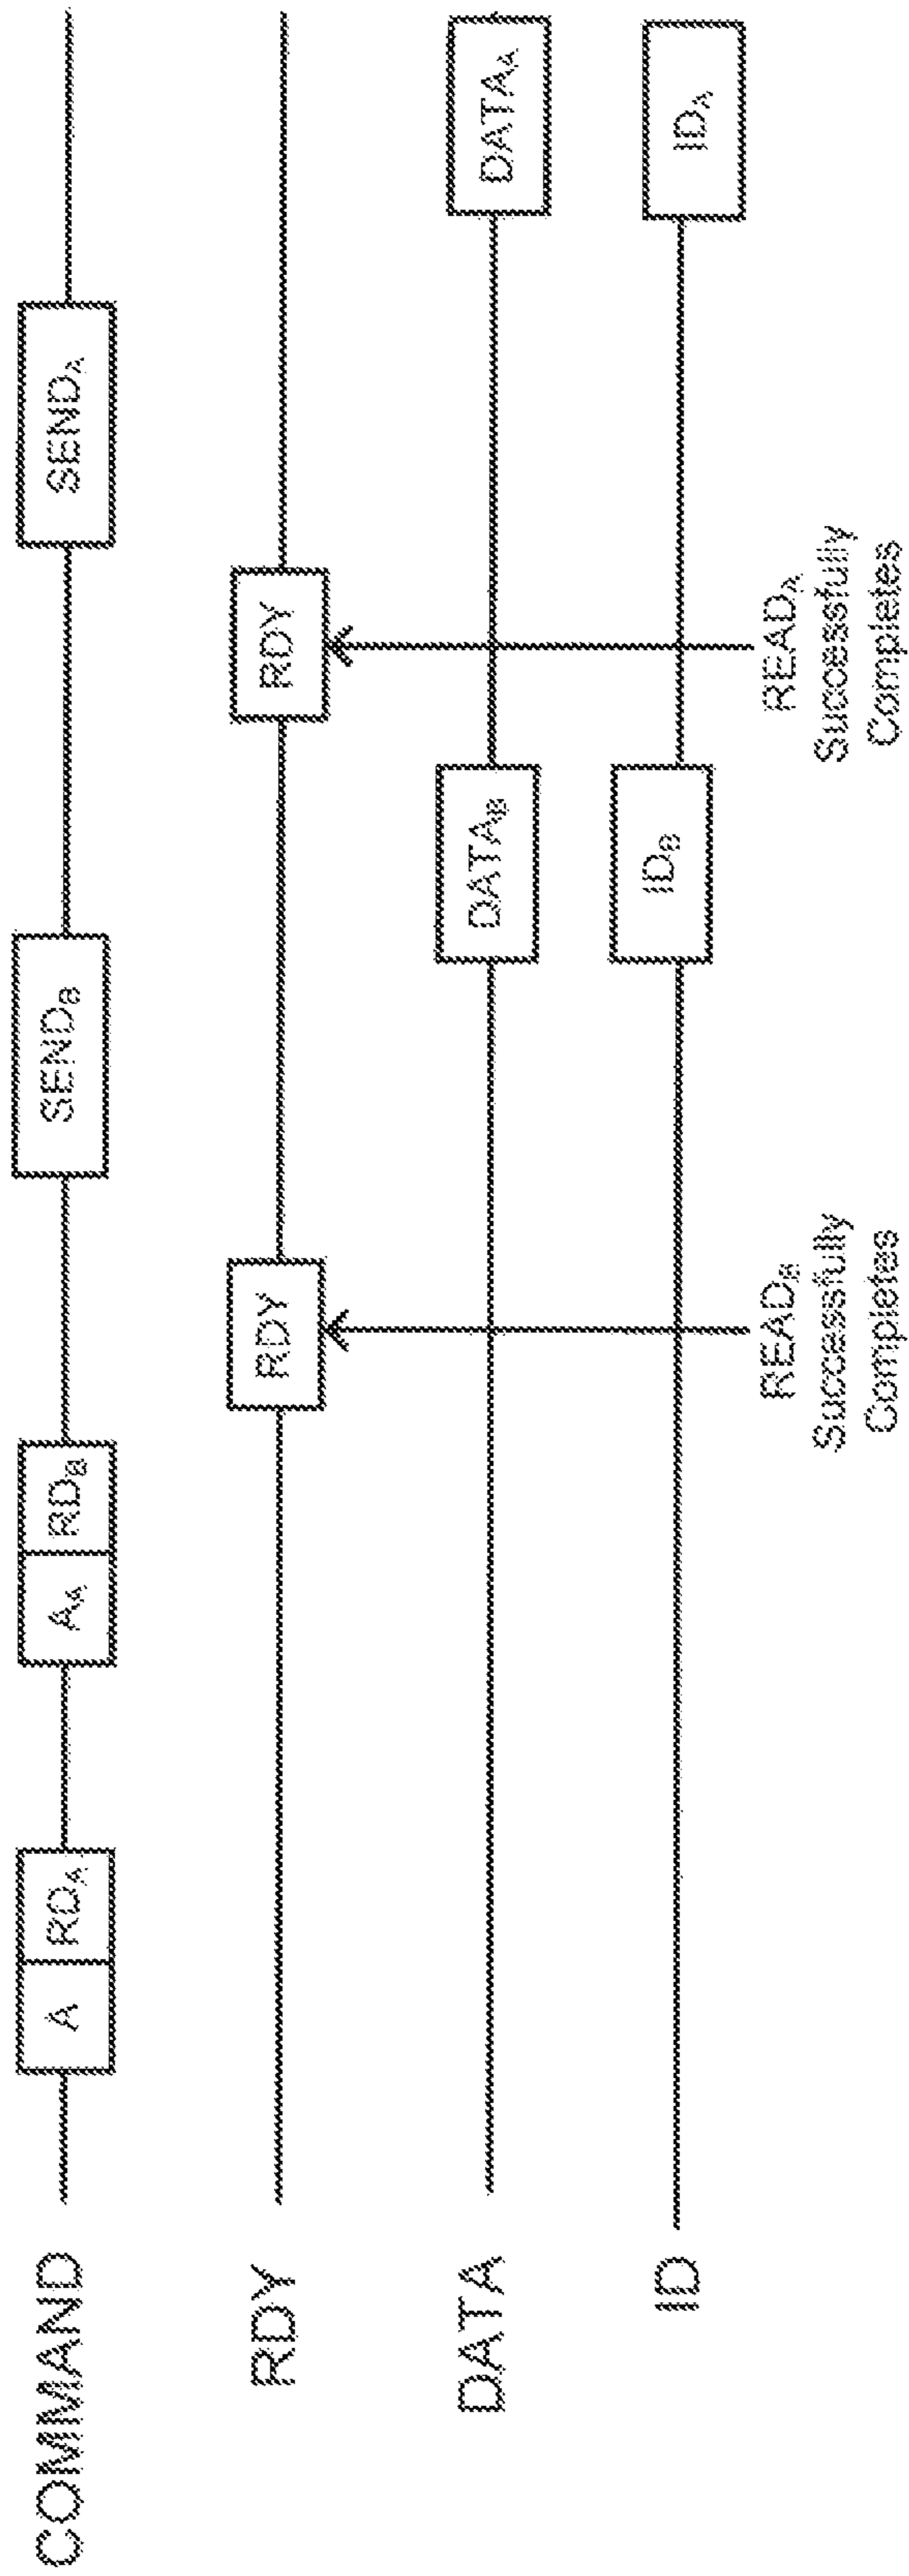 COMMAND A RDA AA RDB SENDB SENDA
RDY RDY RDY
DATA DATAB DATAA
ID IDB IDA
READB
Successfully
Completes
READA
Successfully
Completes